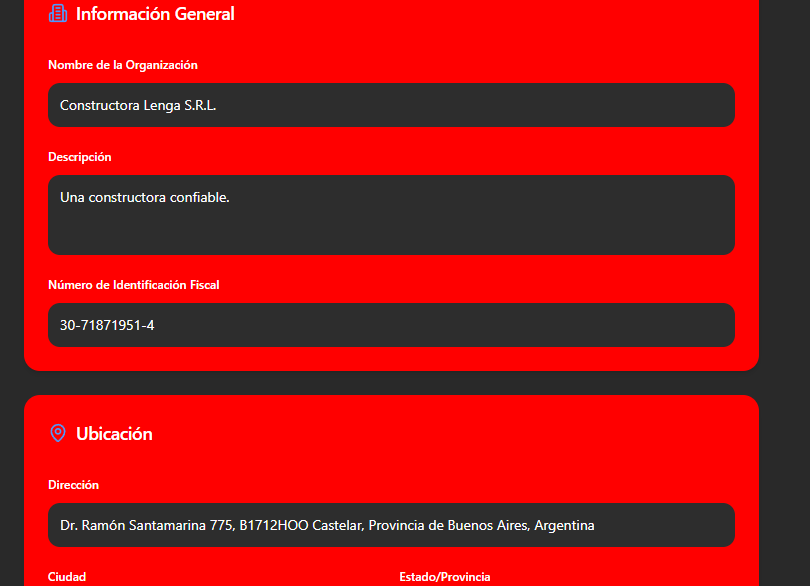 Información General
Nombre de la Organización
Constructora Lenga S.R.L.
Descripción
Una constructora confiable.
Número de Identificación Fiscal
30-71871951-4
Ubicación
Dirección
Dr. Ramón Santamarina 775, B1712HOO Castelar, Provincia de Buenos Aires, Argentina
Ciudad Estado/Provincia